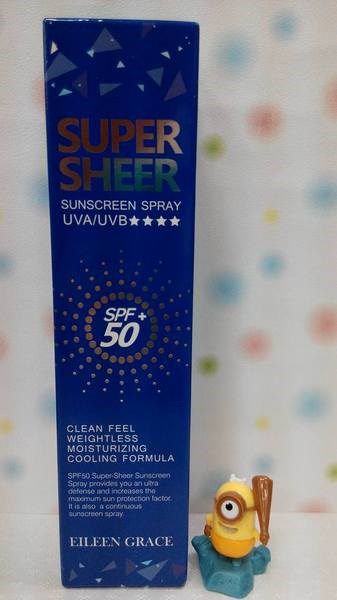 SUPER
SHEER
SUNSCREEN SPRAY
UVA/UVB★★★★
SPF +
50
CLEAN FEEL
WEIGHTLESS
MOISTURIZING
COOLING FORMULA
SPF50 Super-Sheer Sunscreen
Spray provides you an ultra
defense and increases the
maximum sun protection factor.
It is also a continuous
sunscreen spray.
EILEEN GRACE